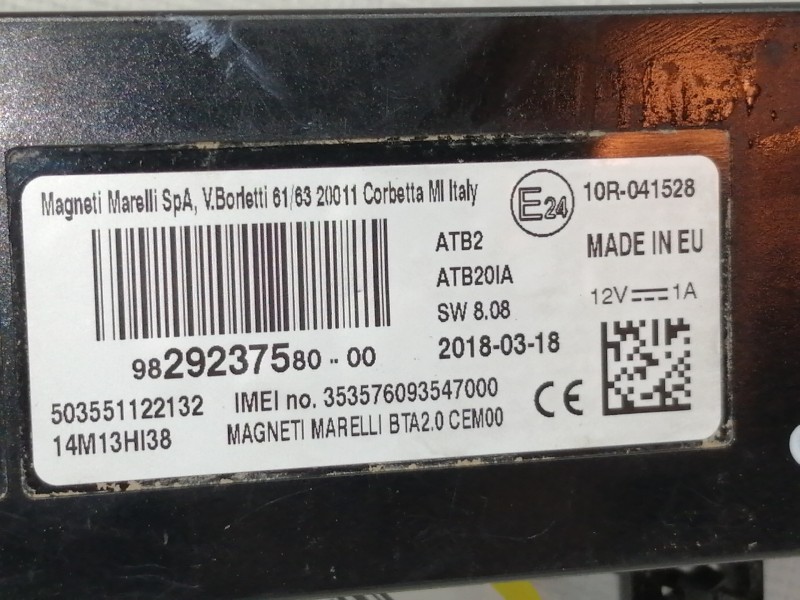 Magneti Marelli SpA, V.Borletti 61/63 20011 Corbetta MI Italy
E24
10R-041528
ATB2
MADE IN EU
ATB20IA
12V 1A
SW 8.08
2018-03-18
9829237580-00
503551122132
IMEI no. 353576093547000
CE
14M13HI38
MAGNETI MARELLI BTA2.0 CEM00